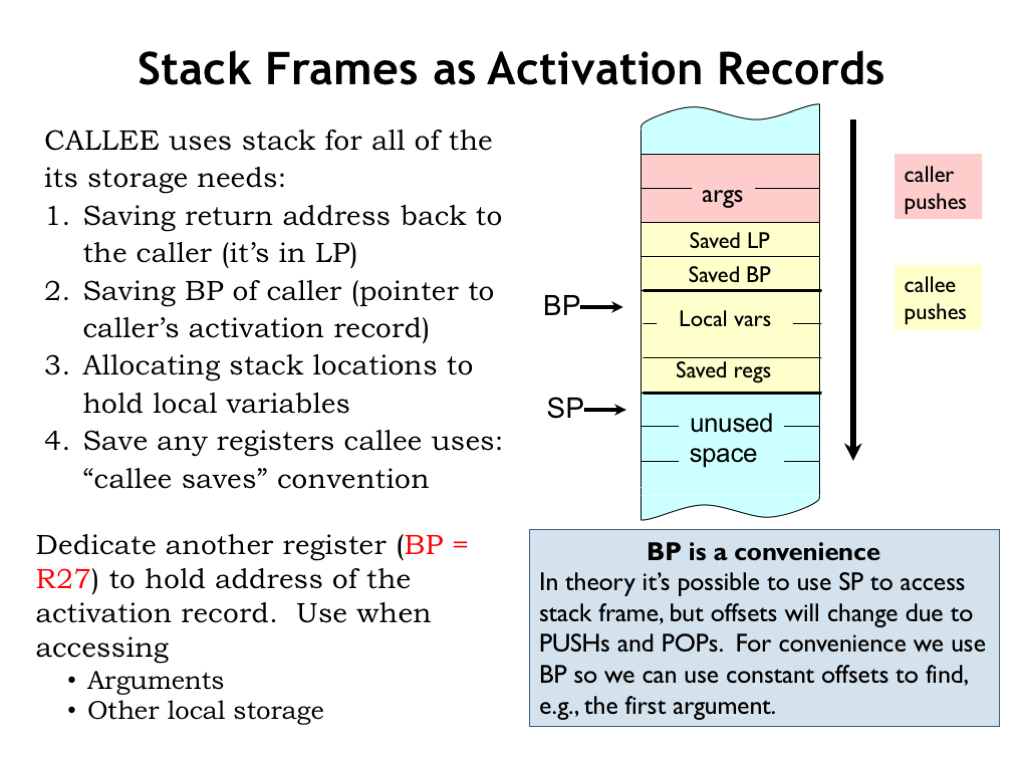 Stack Frames as Activation Records
CALLEE uses stack for all of the
its storage needs:
1. Saving return address back to
the caller (it’s in LP)
2. Saving BP of caller (pointer to
caller’s activation record)
3. Allocating stack locations to
hold local variables
4. Save any registers callee uses:
“callee saves” convention
Dedicate another register (BP =
R27) to hold address of the
activation record.  Use when
accessing
• Arguments
• Other local storage
args
Saved LP
Saved BP
BP
Local vars
Saved regs
SP
unused
space
caller
pushes
callee
pushes
BP is a convenience
In theory it’s possible to use SP to access
stack frame, but offsets will change due to
PUSHs and POPs.  For convenience we use
BP so we can use constant offsets to find,
e.g., the first argument.